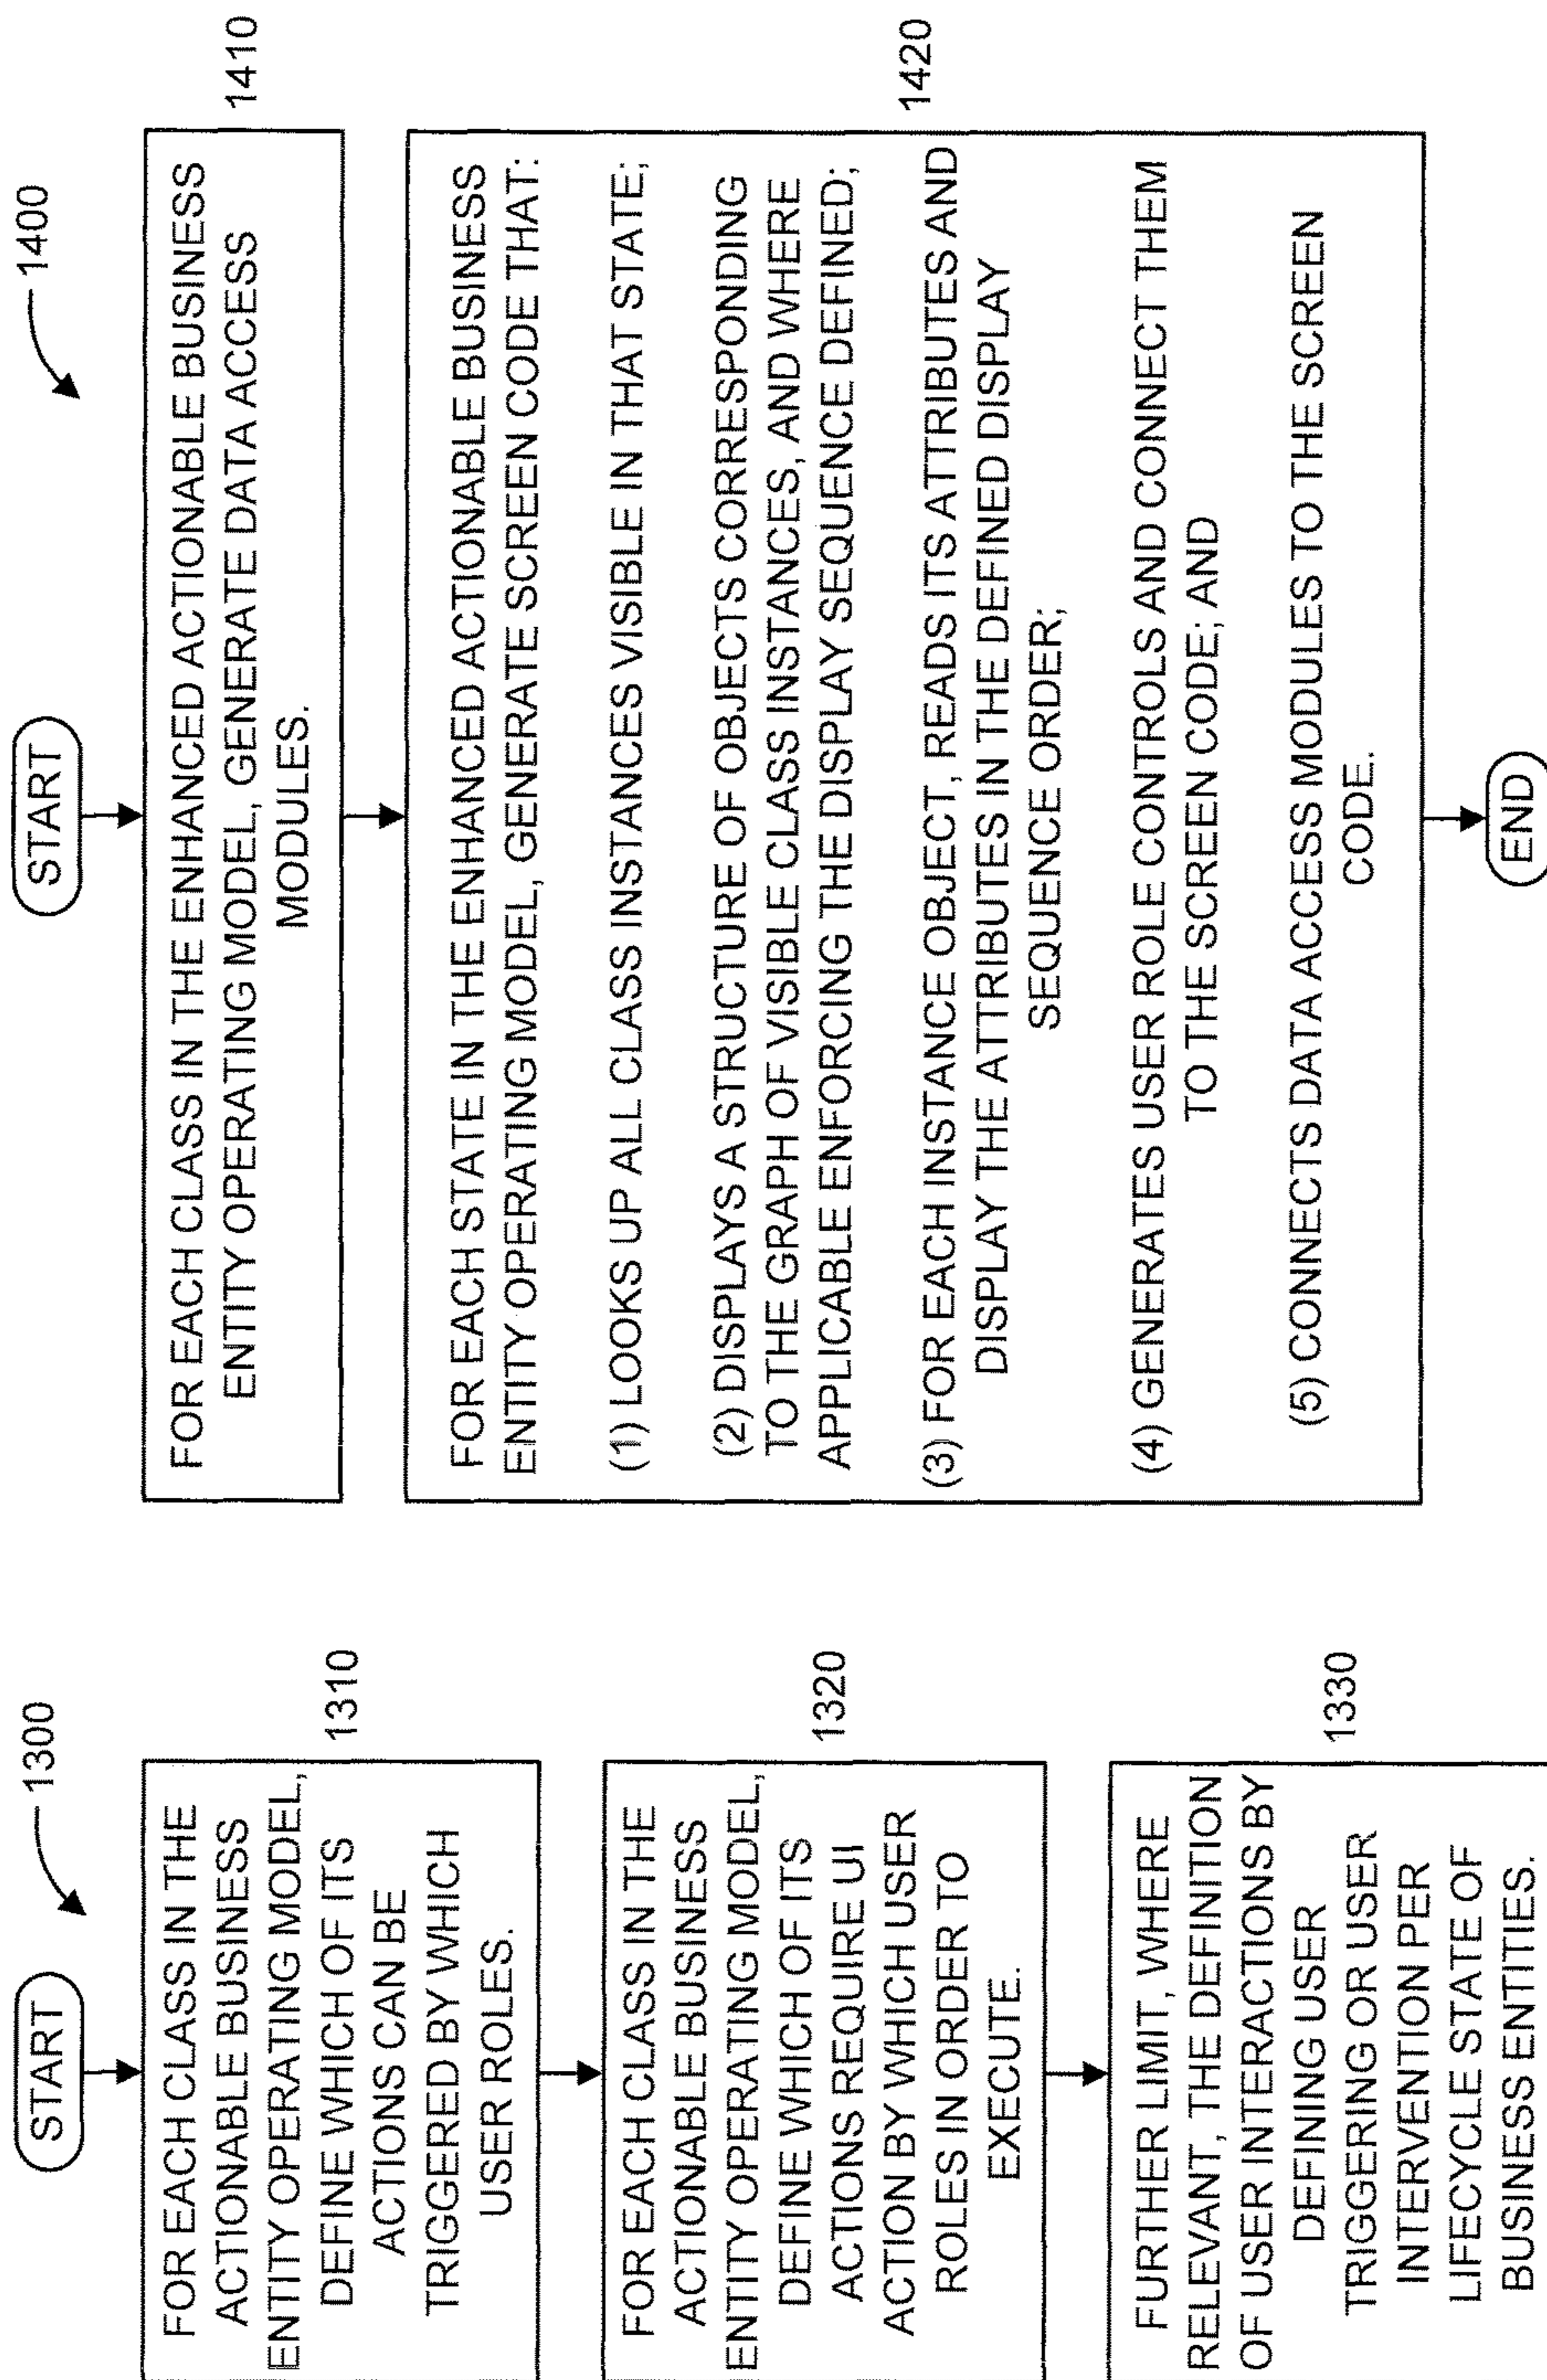 1300
START
FOR EACH CLASS IN THE
ACTIONABLE BUSINESS
ENTITY OPERATING MODEL,
DEFINE WHICH OF ITS
ACTIONS CAN BE
TRIGGERED BY WHICH
USER ROLES.
1310
FOR EACH CLASS IN THE
ACTIONABLE BUSINESS
ENTITY OPERATING MODEL,
DEFINE WHICH OF ITS
ACTIONS REQUIRE UI
ACTION BY WHICH USER
ROLES IN ORDER TO
EXECUTE.
1320
FURTHER LIMIT, WHERE
RELEVANT, THE DEFINITION
OF USER INTERACTIONS BY
DEFINING USER
TRIGGERING OR USER
INTERVENTION PER
LIFECYCLE STATE OF
BUSINESS ENTITIES.
1330
1400
START
FOR EACH CLASS IN THE ENHANCED ACTIONABLE BUSINESS
ENTITY OPERATING MODEL, GENERATE DATA ACCESS
MODULES.
1410
FOR EACH STATE IN THE ENHANCED ACTIONABLE BUSINESS
ENTITY OPERATING MODEL, GENERATE SCREEN CODE THAT:
(1) LOOKS UP ALL CLASS INSTANCES VISIBLE IN THAT STATE;
(2) DISPLAYS A STRUCTURE OF OBJECTS CORRESPONDING
TO THE GRAPH OF VISIBLE CLASS INSTANCES, AND WHERE
APPLICABLE ENFORCING THE DISPLAY SEQUENCE DEFINED;
(3) FOR EACH INSTANCE OBJECT, READS ITS ATTRIBUTES AND
DISPLAY THE ATTRIBUTES IN THE DEFINED DISPLAY
SEQUENCE ORDER;
(4) GENERATES USER ROLE CONTROLS AND CONNECT THEM
TO THE SCREEN CODE; AND
(5) CONNECTS DATA ACCESS MODULES TO THE SCREEN
CODE.
1420
END